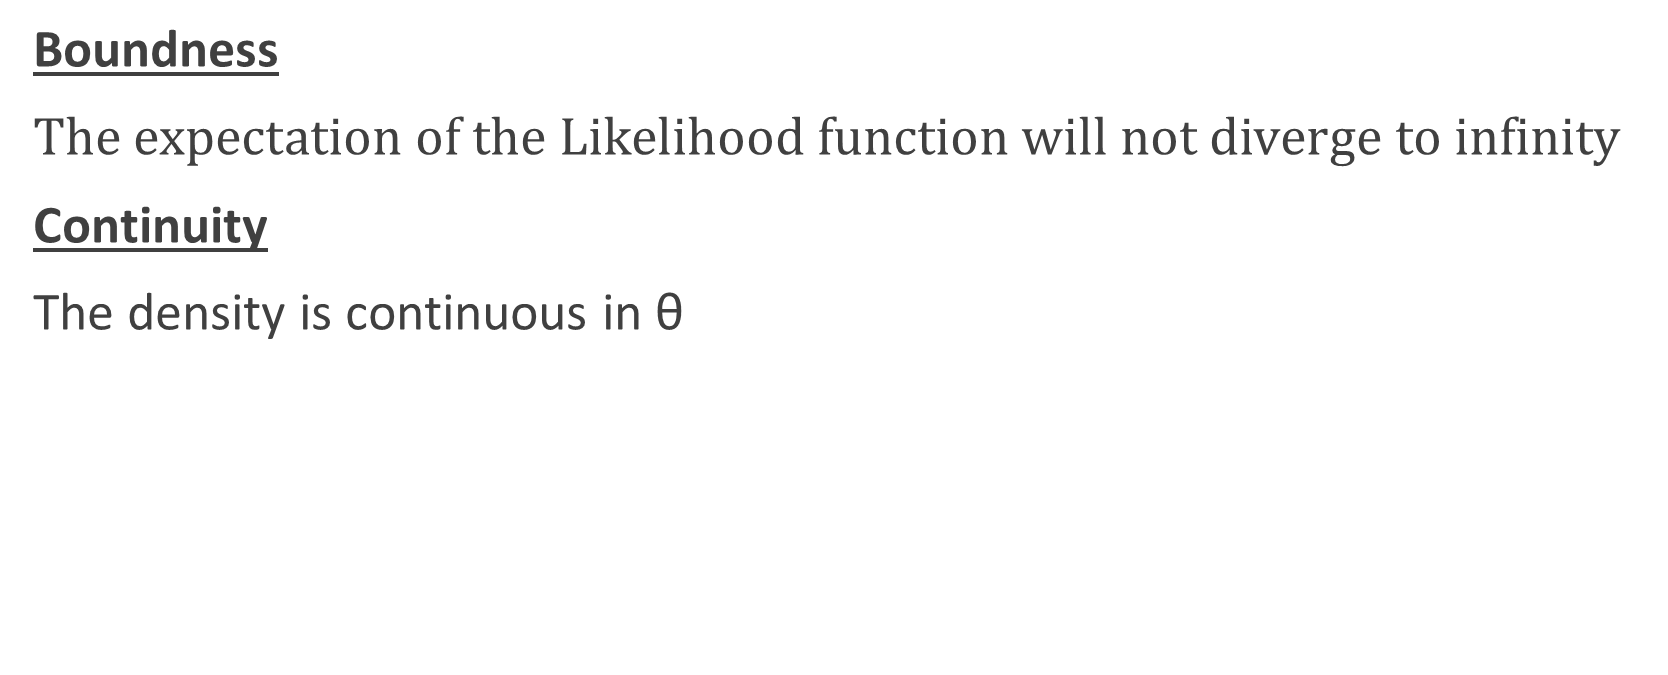 Boundness
The expectation of the Likelihood function will not diverge to infinity
Continuity
The density is continuous in θ